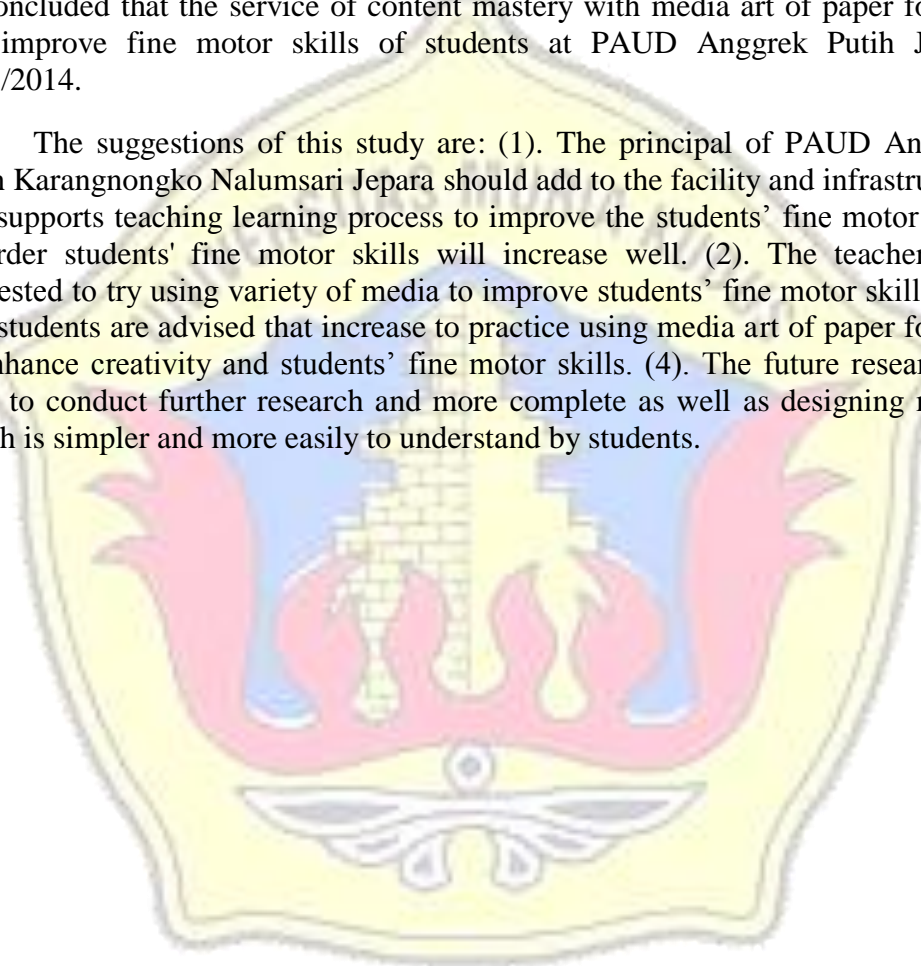 oncluded that the service of content mastery with media art of paper fo
improve fine motor skills of students at PAUD Anggrek Putih J
/2014.
The suggestions of this study are: (1). The principal of PAUD An
n Karangnongko Nalumsari Jepara should add to the facility and infrastru
supports teaching learning process to improve the students’ fine motor
rder students' fine motor skills will increase well. (2). The teacher
ested to try using variety of media to improve students’ fine motor skill
students are advised that increase to practice using media art of paper fo
nhance creativity and students’ fine motor skills. (4). The future resear
to conduct further research and more complete as well as designing
h is simpler and more easily to understand by students.
UNIVERSITAS MURIA KUDUS